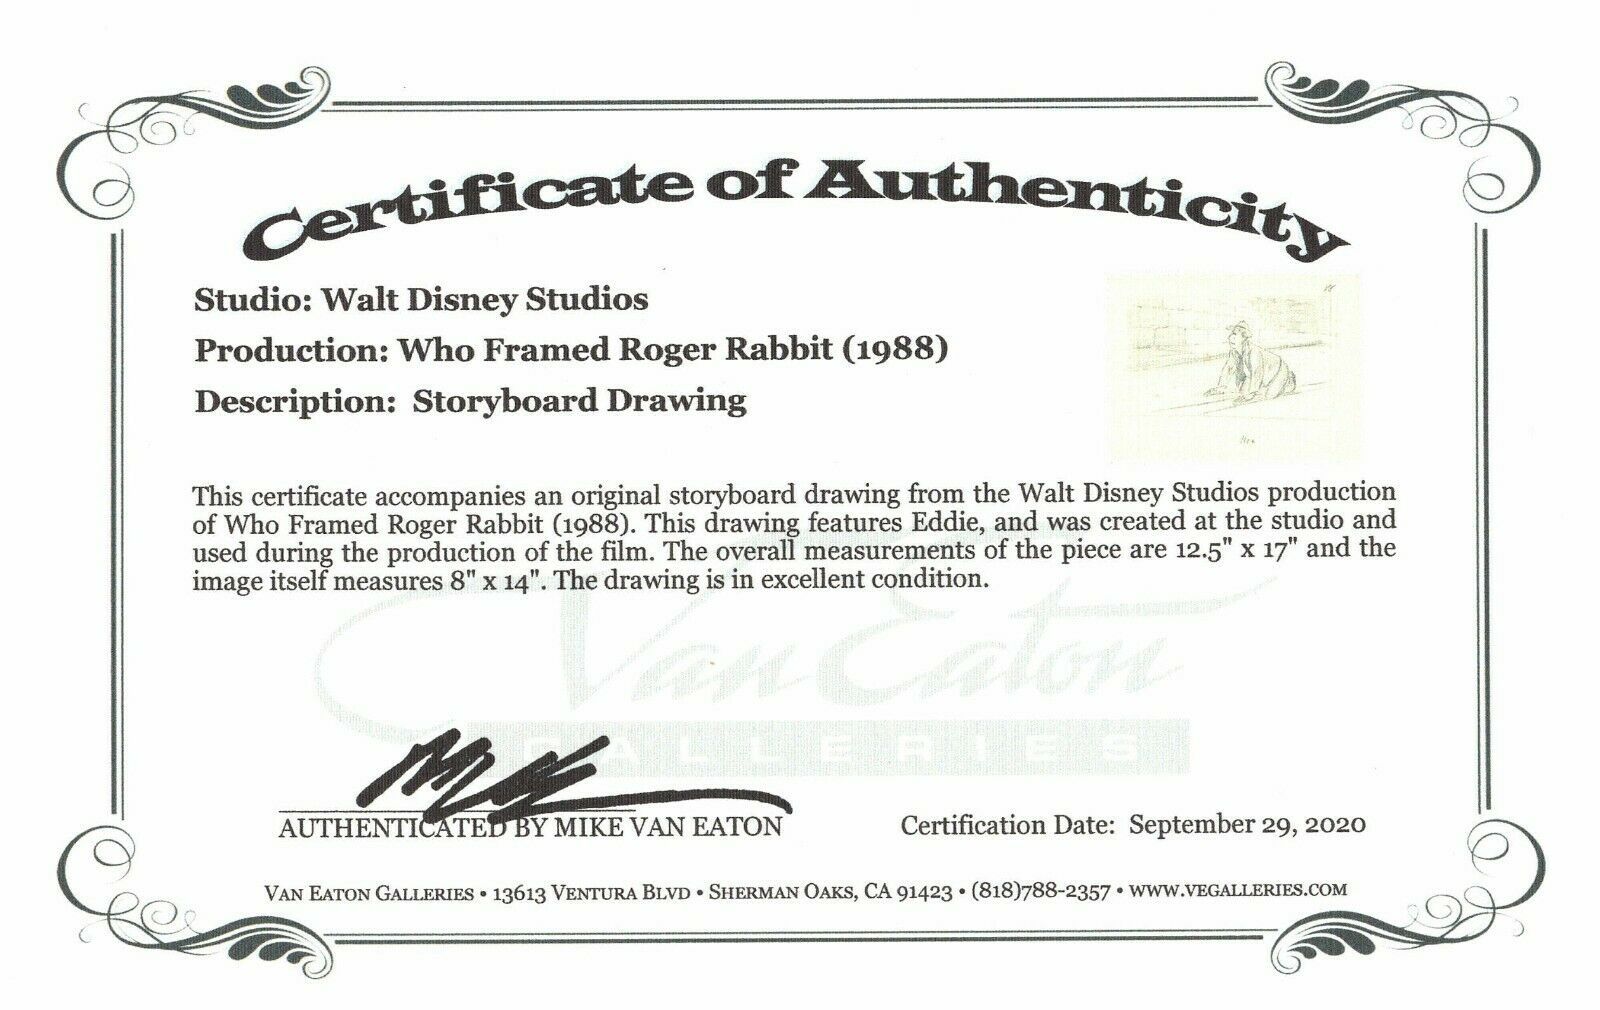 Certificate of Authenticity
Studio: Walt Disney Studios
Production: Who Framed Roger Rabbit (1988)
Description: Storyboard Drawing
This certificate accompanies an original storyboard drawing from the Walt Disney Studios production
of Who Framed Roger Rabbit (1988). This drawing features Eddie, and was created at the studio and
used during the production of the film. The overall measurements of the piece are 12.5" x 17" and the
image itself measures 8" x 14". The drawing is in excellent condition.
Van Eaton
GALLERIES
AUTHENTICATED BY MIKE VAN EATON
Certification Date: September 29, 2020
VAN EATON GALLERIES • 13613 VENTURA BLVD • SHERMAN OAKS, CA 91423 • (818)788-2357 • WWW.VEGALLERIES.COM